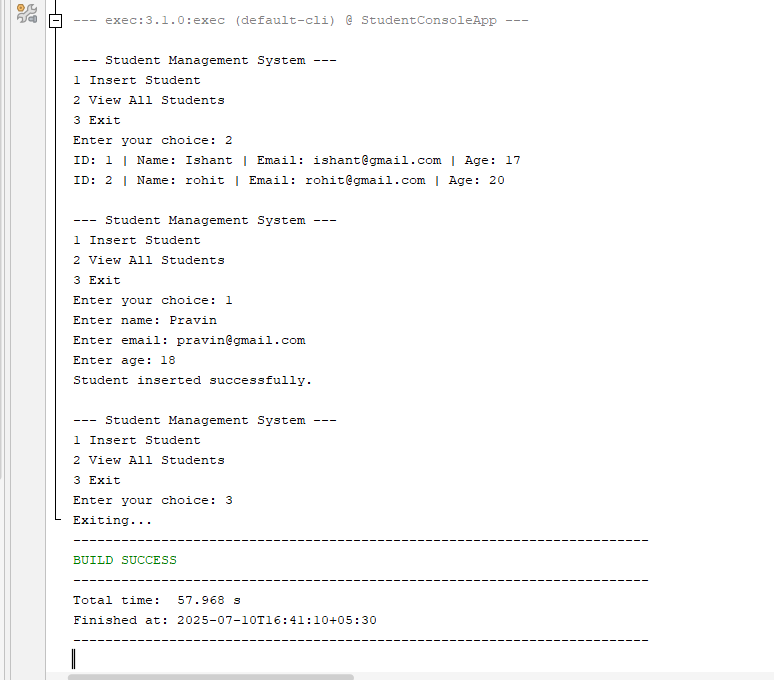 --- exec:3.1.0:exec (default-cli) @ StudentConsoleApp ---
--- Student Management System ---
1 Insert Student
2 View All Students
3 Exit
Enter your choice: 2
ID: 1 | Name: Ishant | Email: ishant@gmail.com | Age: 17
ID: 2 | Name: rohit | Email: rohit@gmail.com | Age: 20
--- Student Management System ---
1 Insert Student
2 View All Students
3 Exit
Enter your choice: 1
Enter name: Pravin
Enter email: pravin@gmail.com
Enter age: 18
Student inserted successfully.
--- Student Management System ---
1 Insert Student
2 View All Students
3 Exit
Enter your choice: 3
Exiting...
------------------------------------------------------------------------
BUILD SUCCESS
------------------------------------------------------------------------
Total time:  57.968 s
Finished at: 2025-07-10T16:41:10+05:30
------------------------------------------------------------------------